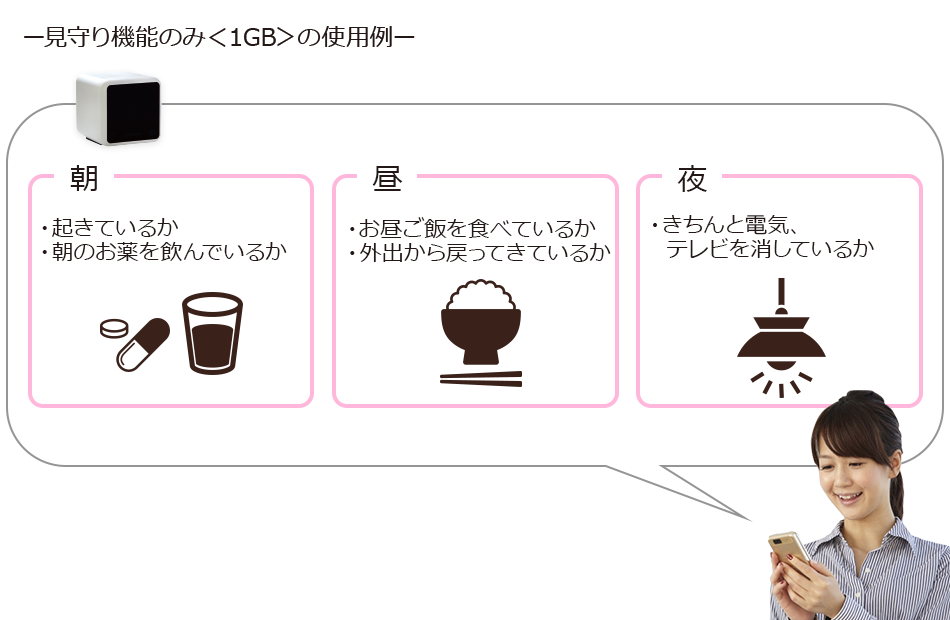 ー見守り機能のみ<1GB>の使用例ー
朝
・起きているか
・朝のお薬を飲んでいるか
昼
・お昼ご飯を食べているか
・外出から戻ってきているか
夜
・きちんと電気、
テレビを消しているか